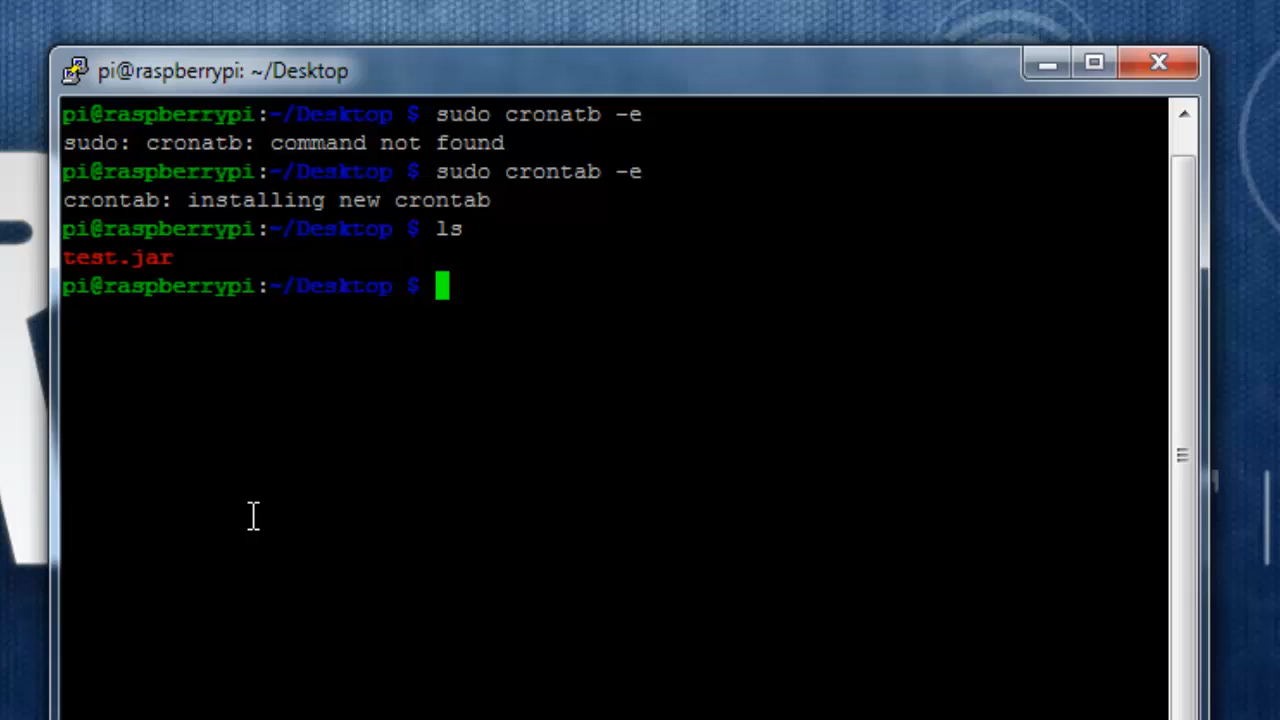 pi@raspberrypi: ~/Desktop
pi@raspberrypi:~/Desktop $ sudo cronatb -e
sudo: cronatb: command not found
pi@raspberrypi:~/Desktop $ sudo crontab -e
crontab: installing new crontab
pi@raspberrypi:~/Desktop $ ls
test.jar
pi@raspberrypi:~/Desktop $